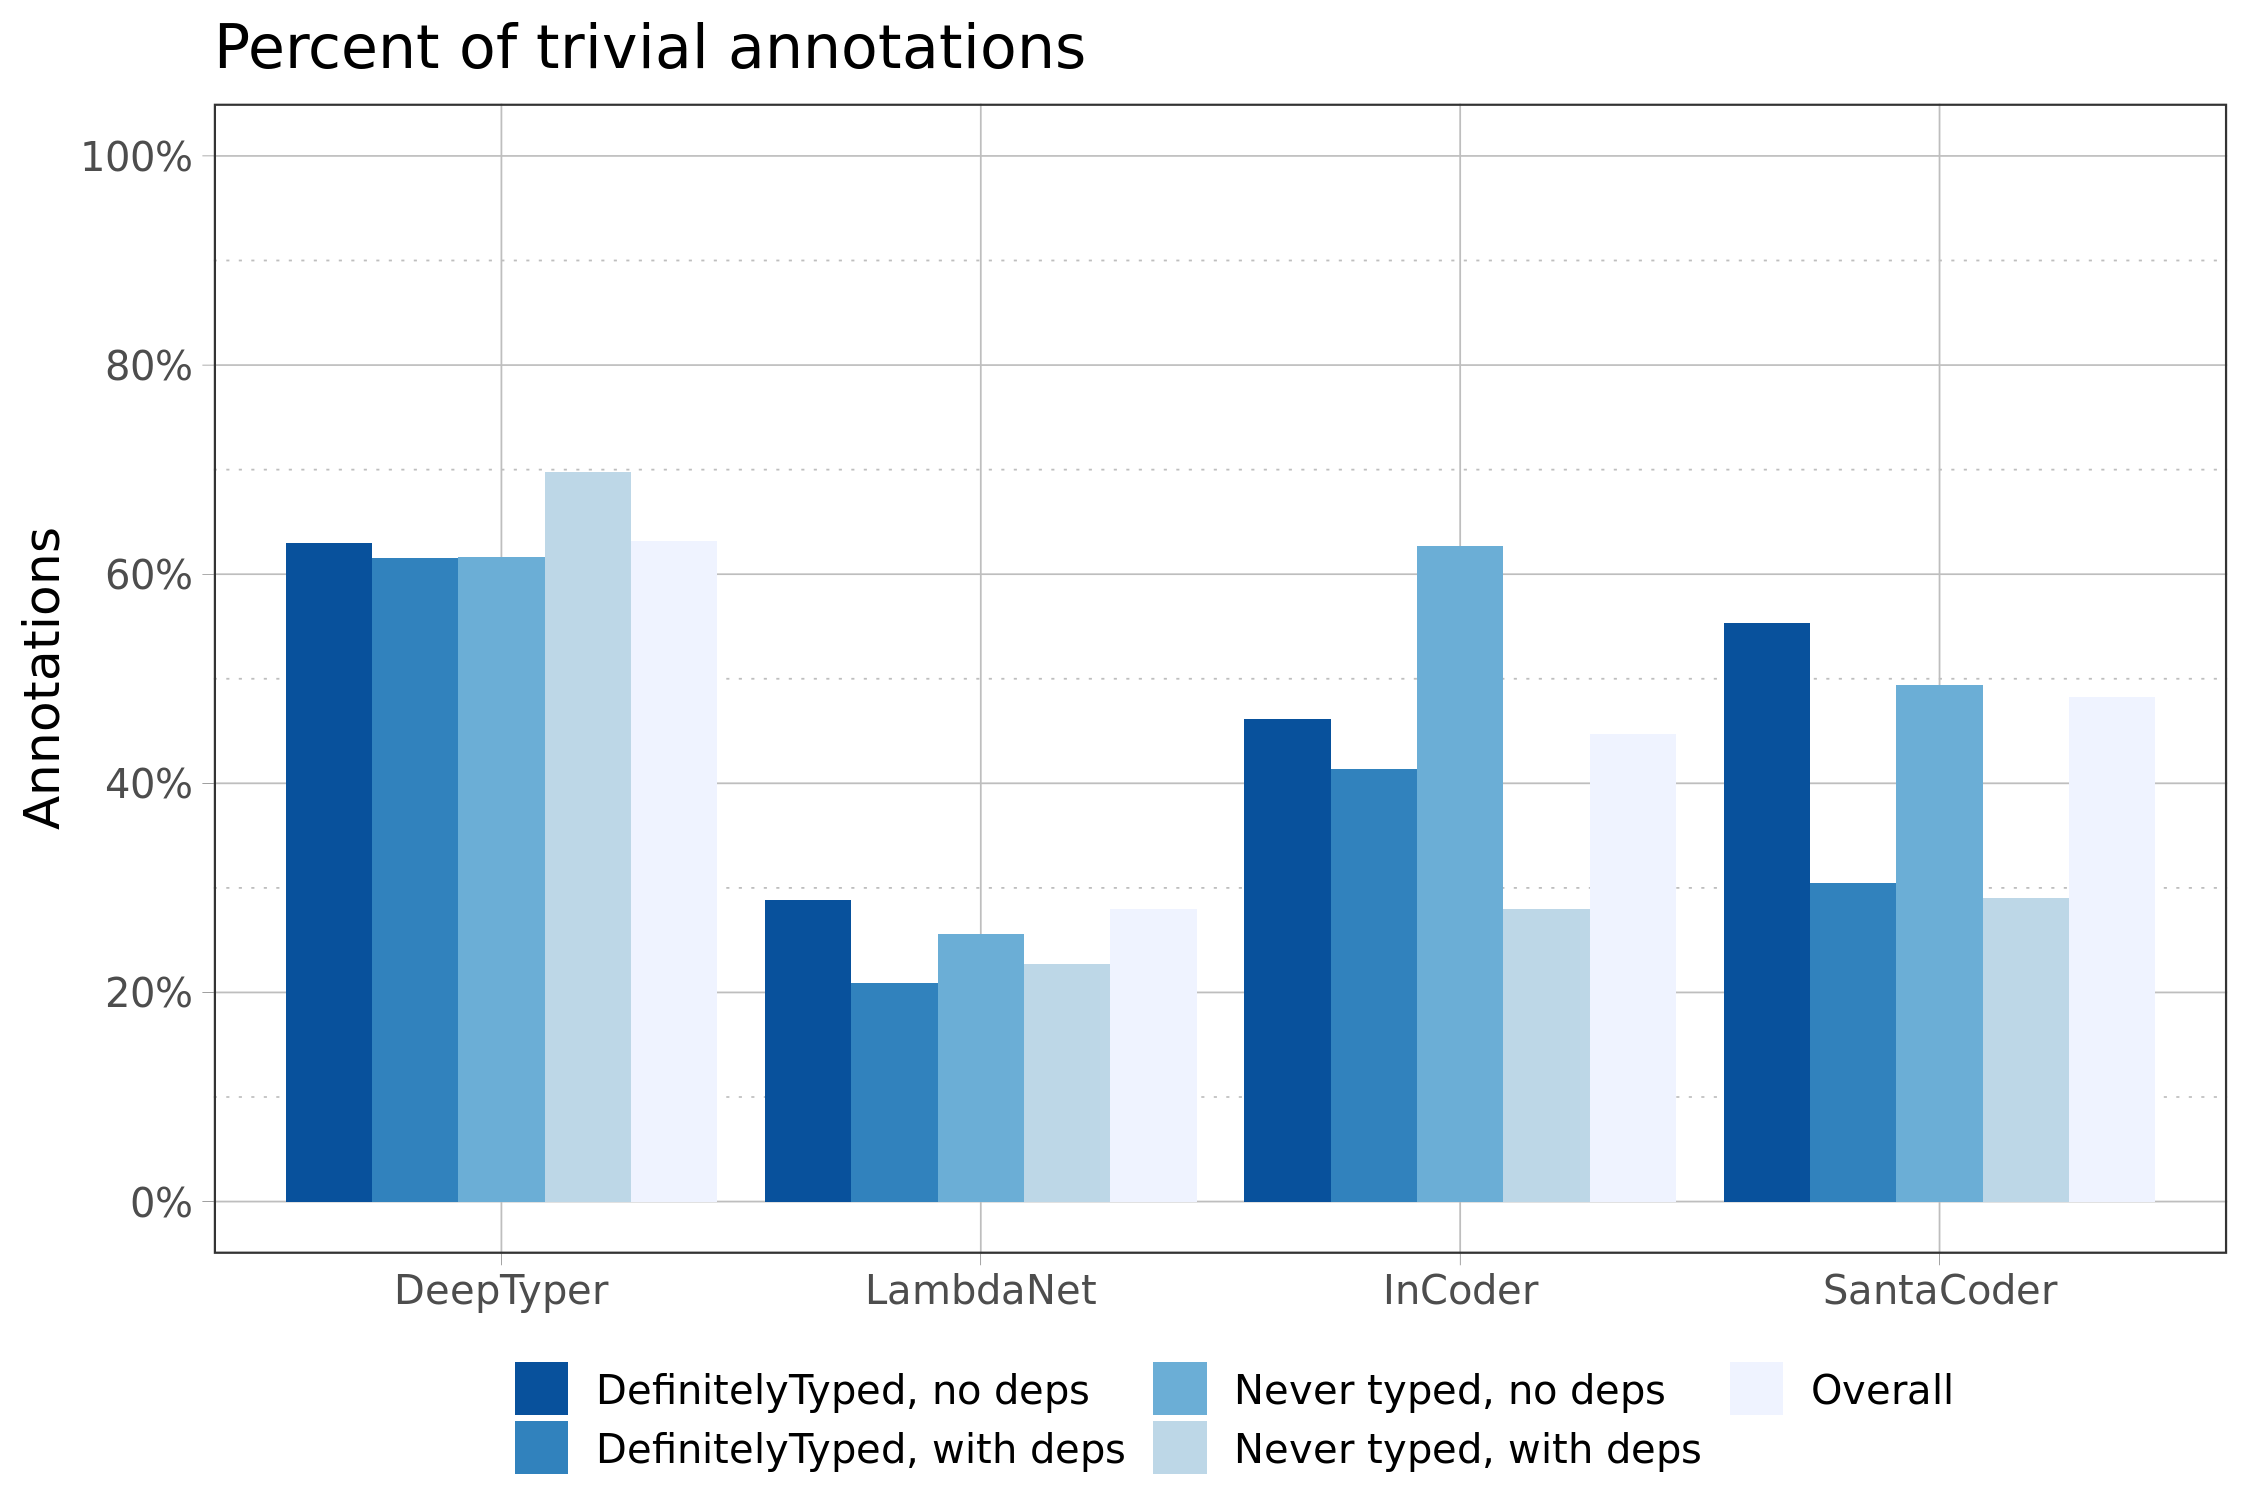 Percent of trivial annotations
Annotations
100%
80%
60%
40%
20%
0%
DeepTyper
LambdaNet
InCoder
SantaCoder
DefinitelyTyped, no deps
DefinitelyTyped, with deps
Never typed, no deps
Never typed, with deps
Overall